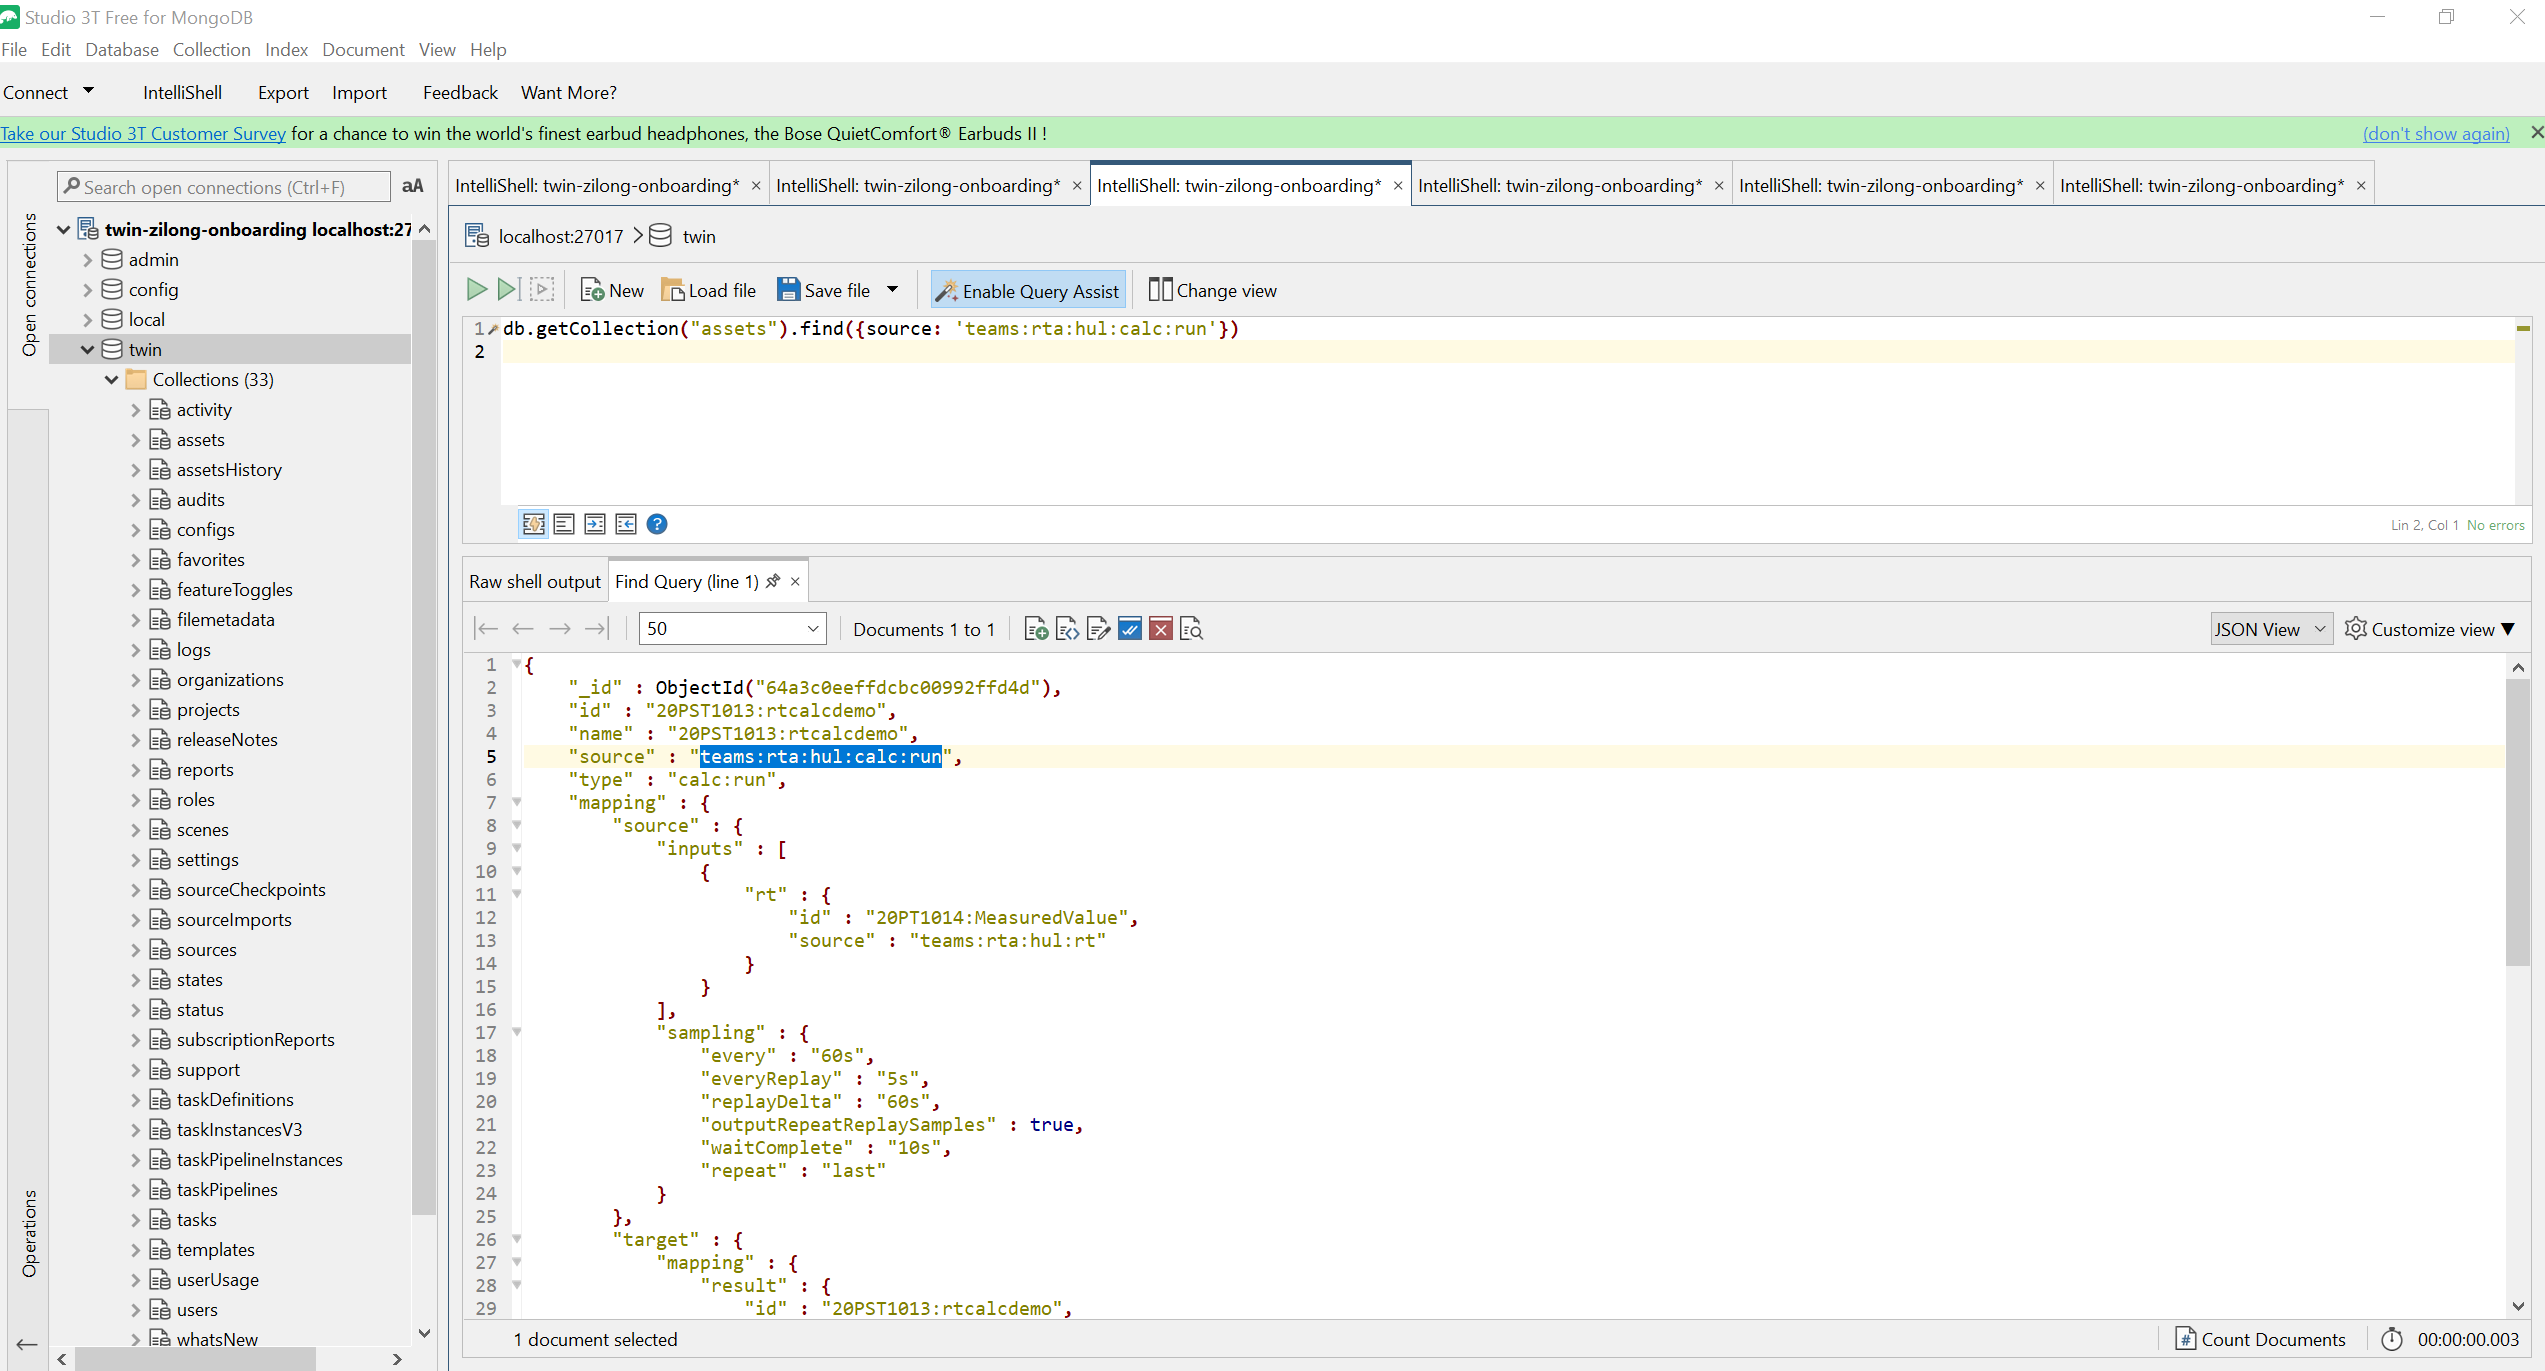 Studio 3T Free for MongoDB
File Edit Database Collection Index Document View Help
Connect IntelliShell Export Import Feedback Want More?
Take our Studio 3T Customer Survey for a chance to win the world's finest earbud headphones, the Bose QuietComfort® Earbuds II ! (don't show again)
Open connections
Operations
Search open connections (Ctrl+F) aA
twin-zilong-onboarding localhost:27
admin
config
local
twin
Collections (33)
activity
assets
assetsHistory
audits
configs
favorites
featureToggles
filemetadata
logs
organizations
projects
releaseNotes
reports
roles
scenes
settings
sourceCheckpoints
sourceImports
sources
states
status
subscriptionReports
support
taskDefinitions
taskInstancesV3
taskPipelineInstances
taskPipelines
tasks
templates
userUsage
users
whatsNew
IntelliShell: twin-zilong-onboarding* IntelliShell: twin-zilong-onboarding* IntelliShell: twin-zilong-onboarding* IntelliShell: twin-zilong-onboarding* IntelliShell: twin-zilong-onboarding* IntelliShell: twin-zilong-onboarding*
localhost:27017 twin
New Load file Save file Enable Query Assist Change view
1 db.getCollection("assets").find({source: 'teams:rta:hul:calc:run'})
2
Lin 2, Col 1 No errors
Raw shell output Find Query (line 1)
50 Documents 1 to 1 JSON View Customize view
1 {
2 "_id" : ObjectId("64a3c0eeffdcbc00992ffd4d"),
3 "id" : "20PST1013:rtcalcdemo",
4 "name" : "20PST1013:rtcalcdemo",
5 "source" : "teams:rta:hul:calc:run",
6 "type" : "calc:run",
7 "mapping" : {
8 "source" : {
9 "inputs" : [
10 {
11 "rt" : {
12 "id" : "20PT1014:MeasuredValue",
13 "source" : "teams:rta:hul:rt"
14 }
15 }
16 ],
17 "sampling" : {
18 "every" : "60s",
19 "everyReplay" : "5s",
20 "replayDelta" : "60s",
21 "outputRepeatReplaySamples" : true,
22 "waitComplete" : "10s",
23 "repeat" : "last"
24 }
25 },
26 "target" : {
27 "mapping" : {
28 "result" : {
29 "id" : "20PST1013:rtcalcdemo",
1 document selected
Count Documents 00:00:00.003